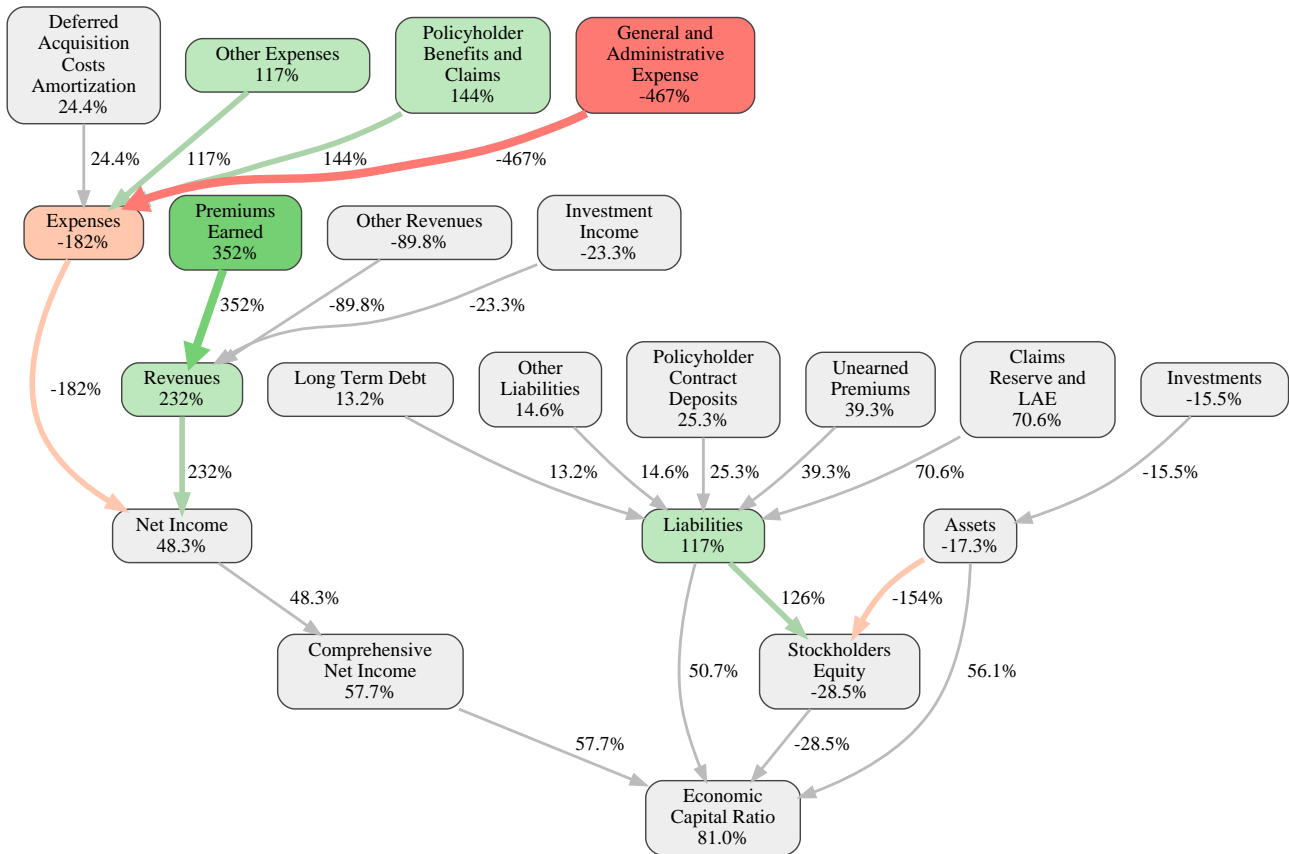 Deferred
Acquisition
Costs
Amortization
24.4%
Other Expenses
117%
Policyholder
Benefits and
Claims
144%
General and
Administrative
Expense
-467%
24.4%
117%
144%
-467%
Expenses
-182%
Premiums
Earned
352%
Other Revenues
-89.8%
Investment
Income
-23.3%
352%
-89.8%
-23.3%
-182%
Revenues
232%
Long Term Debt
13.2%
Other
Liabilities
14.6%
Policyholder
Contract
Deposits
25.3%
Unearned
Premiums
39.3%
Claims
Reserve and
LAE
70.6%
Investments
-15.5%
232%
13.2%
14.6%
25.3%
39.3%
70.6%
-15.5%
Net Income
48.3%
Liabilities
117%
Assets
-17.3%
48.3%
126%
-154%
Comprehensive
Net Income
57.7%
50.7%
Stockholders
Equity
-28.5%
56.1%
57.7%
-28.5%
Economic
Capital Ratio
81.0%